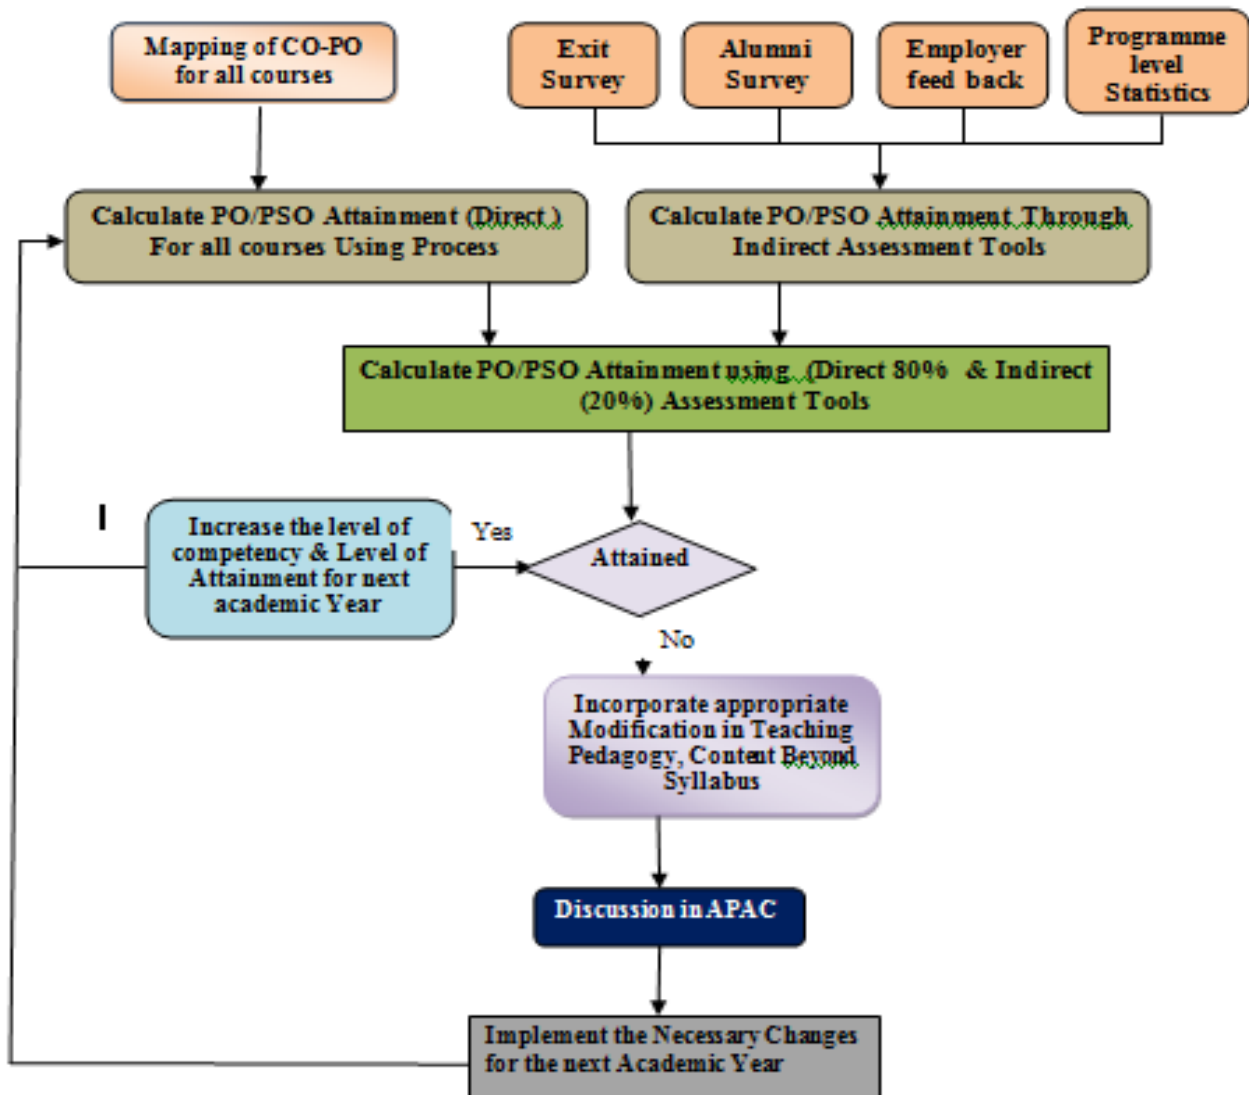 Mapping of CO-PO
for all courses
Exit
Survey
Alumni
Survey
Employer
feed back
Programme
level
Statistics
Calculate PO/PSO Attainment (Direct )
For all courses Using Process
Calculate PO/PSO Attainment Through
Indirect Assessment Tools
Calculate PO/PSO Attainment using (Direct 80% & Indirect
(20%) Assessment Tools
I
Increase the level of
competency & Level of
Attainment for next
academic Year
Yes
Attained
No
Incorporate appropriate
Modification in Teaching
Pedagogy, Content Beyond
Syllabus
Discussion in APAC
Implement the Necessary Changes
for the next Academic Year